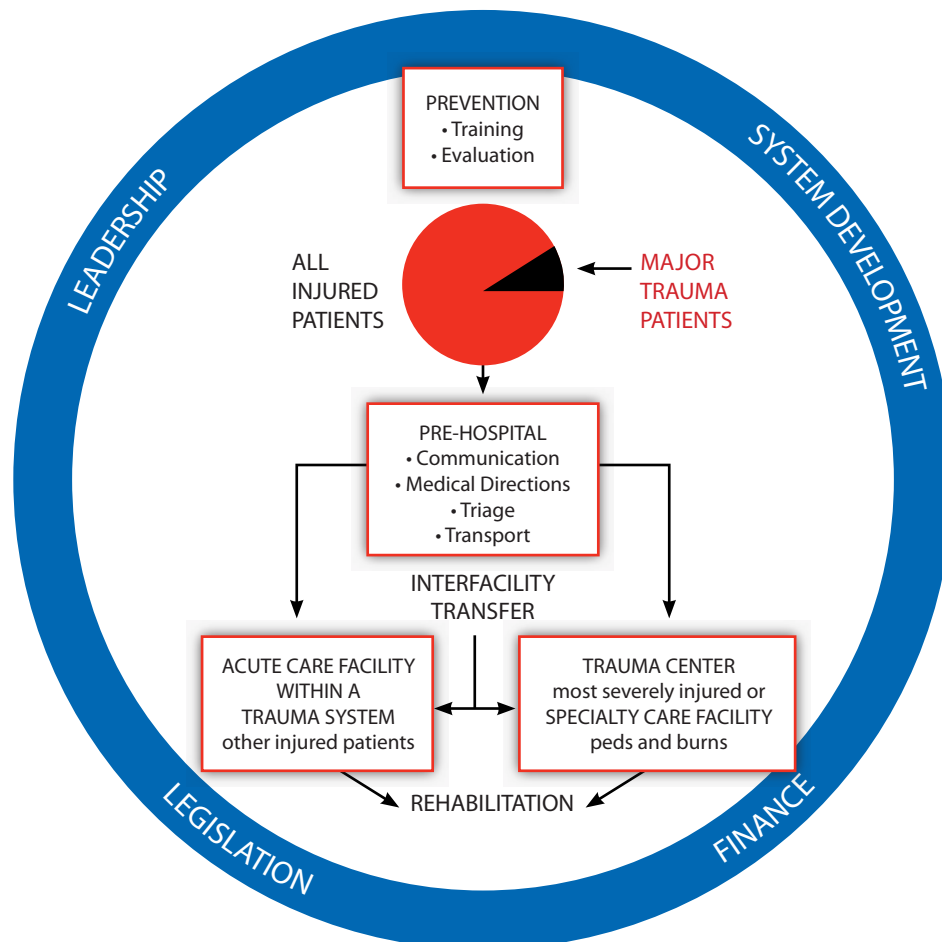 PREVENTION
• Training
• Evaluation
LEADERSHIP
SYSTEM DEVELOPMENT
ALL
INJURED
PATIENTS
MAJOR
TRAUMA
PATIENTS
PRE-HOSPITAL
• Communication
• Medical Directions
• Triage
• Transport
INTERFACILITY
TRANSFER
ACUTE CARE FACILITY
WITHIN A
TRAUMA SYSTEM
other injured patients
TRAUMA CENTER
most severely injured or
SPECIALTY CARE FACILITY
peds and burns
REHABILITATION
LEGISLATION
FINANCE